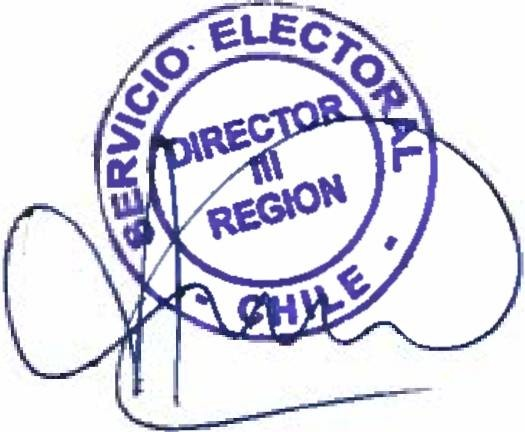 SERVICIO ELECTORAL
DIRECTOR
III
REGION
- CHILE -